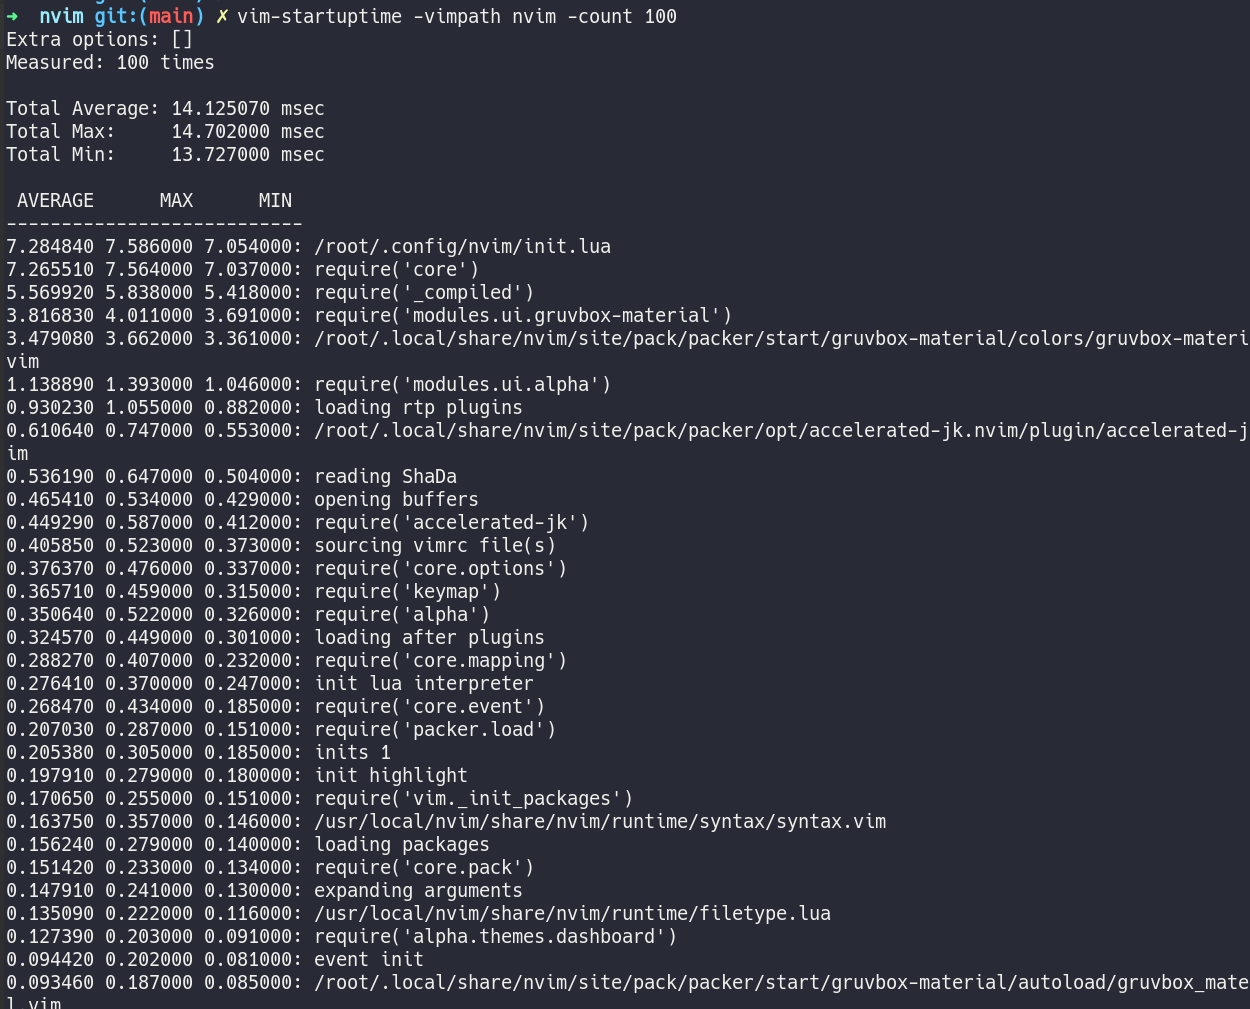 ➜  nvim git:(main) ✗ vim-startuptime -vimpath nvim -count 100
Extra options: []
Measured: 100 times

Total Average: 14.125070 msec
Total Max:     14.702000 msec
Total Min:     13.727000 msec

 AVERAGE      MAX      MIN
---------------------------
7.284840 7.586000 7.054000: /root/.config/nvim/init.lua
7.265510 7.564000 7.037000: require('core')
5.569920 5.838000 5.418000: require('_compiled')
3.816830 4.011000 3.691000: require('modules.ui.gruvbox-material')
3.479080 3.662000 3.361000: /root/.local/share/nvim/site/pack/packer/start/gruvbox-material/colors/gruvbox-materi
vim
1.138890 1.393000 1.046000: require('modules.ui.alpha')
0.930230 1.055000 0.882000: loading rtp plugins
0.610640 0.747000 0.553000: /root/.local/share/nvim/site/pack/packer/opt/accelerated-jk.nvim/plugin/accelerated-j
im
0.536190 0.647000 0.504000: reading ShaDa
0.465410 0.534000 0.429000: opening buffers
0.449290 0.587000 0.412000: require('accelerated-jk')
0.405850 0.523000 0.373000: sourcing vimrc file(s)
0.376370 0.476000 0.337000: require('core.options')
0.365710 0.459000 0.315000: require('keymap')
0.350640 0.522000 0.326000: require('alpha')
0.324570 0.449000 0.301000: loading after plugins
0.288270 0.407000 0.232000: require('core.mapping')
0.276410 0.370000 0.247000: init lua interpreter
0.268470 0.434000 0.185000: require('core.event')
0.207030 0.287000 0.151000: require('packer.load')
0.205380 0.305000 0.185000: inits 1
0.197910 0.279000 0.180000: init highlight
0.170650 0.255000 0.151000: require('vim._init_packages')
0.163750 0.357000 0.146000: /usr/local/nvim/share/nvim/runtime/syntax/syntax.vim
0.156240 0.279000 0.140000: loading packages
0.151420 0.233000 0.134000: require('core.pack')
0.147910 0.241000 0.130000: expanding arguments
0.135090 0.222000 0.116000: /usr/local/nvim/share/nvim/runtime/filetype.lua
0.127390 0.203000 0.091000: require('alpha.themes.dashboard')
0.094420 0.202000 0.081000: event init
0.093460 0.187000 0.085000: /root/.local/share/nvim/site/pack/packer/start/gruvbox-material/autoload/gruvbox_mate
l.vim